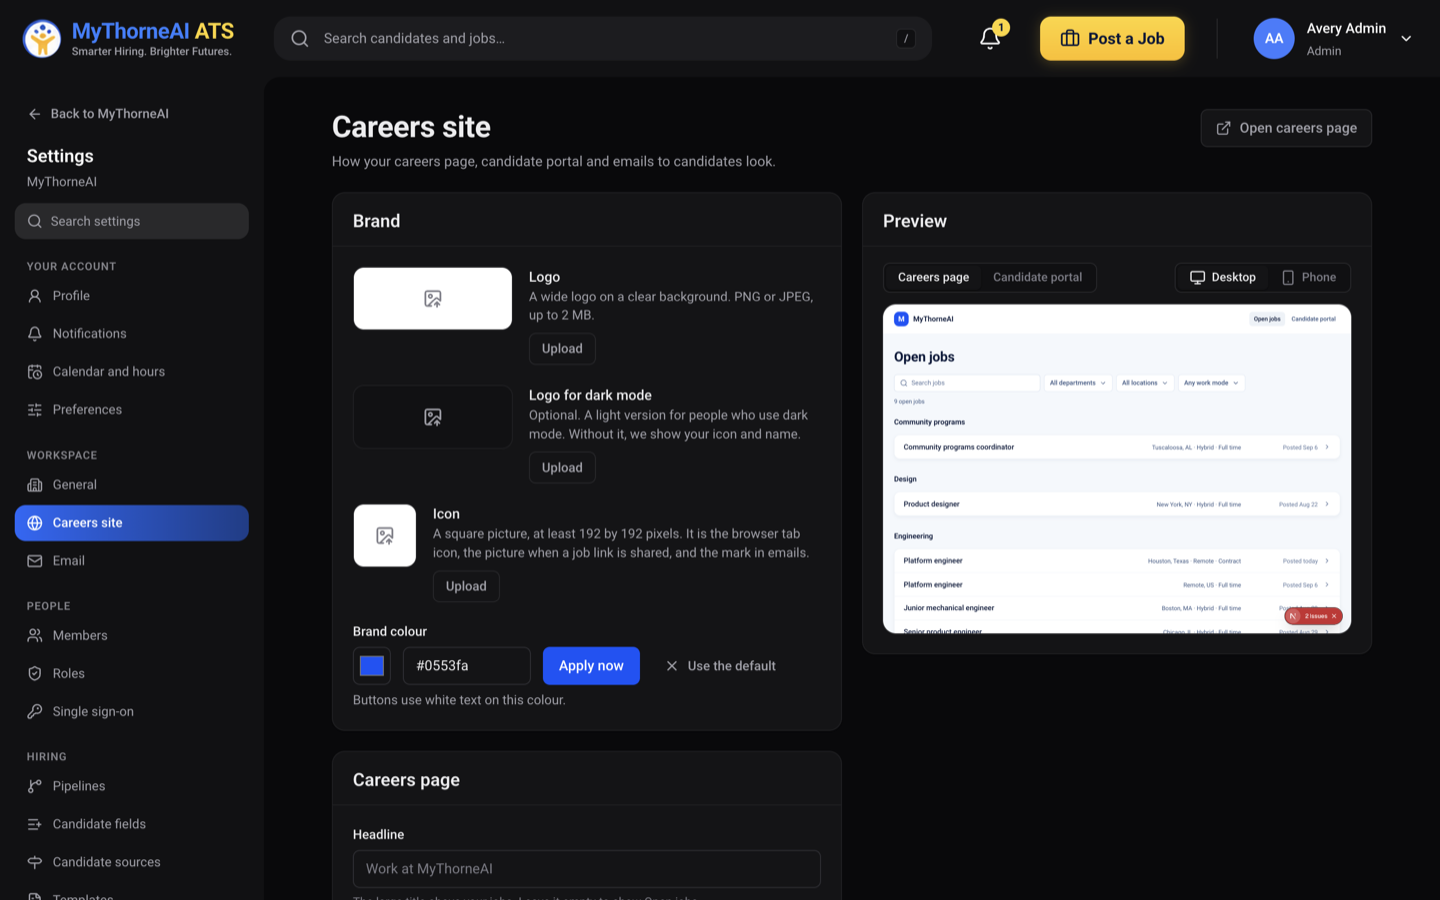 MyThorneAI ATS
Smarter Hiring. Brighter Futures.
Search candidates and jobs...
/
1
Post a Job
AA
Avery Admin
Admin
Back to MyThorneAI
Settings
MyThorneAI
Search settings
YOUR ACCOUNT
Profile
Notifications
Calendar and hours
Preferences
WORKSPACE
General
Careers site
Email
PEOPLE
Members
Roles
Single sign-on
HIRING
Pipelines
Candidate fields
Candidate sources
Templates
Careers site
How your careers page, candidate portal and emails to candidates look.
Open careers page
Brand
Logo
A wide logo on a clear background. PNG or JPEG,
up to 2 MB.
Upload
Logo for dark mode
Optional. A light version for people who use dark
mode. Without it, we show your icon and name.
Upload
Icon
A square picture, at least 192 by 192 pixels. It is the browser tab
icon, the picture when a job link is shared, and the mark in emails.
Upload
Brand colour
#0553fa
Apply now
Use the default
Buttons use white text on this colour.
Careers page
Headline
Work at MyThorneAI
Preview
Careers page
Candidate portal
Desktop
Phone
M
MyThorneAI
Open jobs
Candidate portal
Open jobs
Search jobs
All departments
All locations
Any work mode
9 open jobs
Community programs
Community programs coordinator
Tuscaloosa, AL · Hybrid · Full time
Posted Sep 6
Design
Product designer
New York, NY · Hybrid · Full time
Posted Aug 22
Engineering
Platform engineer
Houston, Texas · Remote · Contract
Posted today
Platform engineer
Remote, US · Full time
Posted Sep 6
Junior mechanical engineer
Boston, MA · Hybrid · Full time
N
2 Issues
Senior product engineer
Chicago, IL · Hybrid · Full time